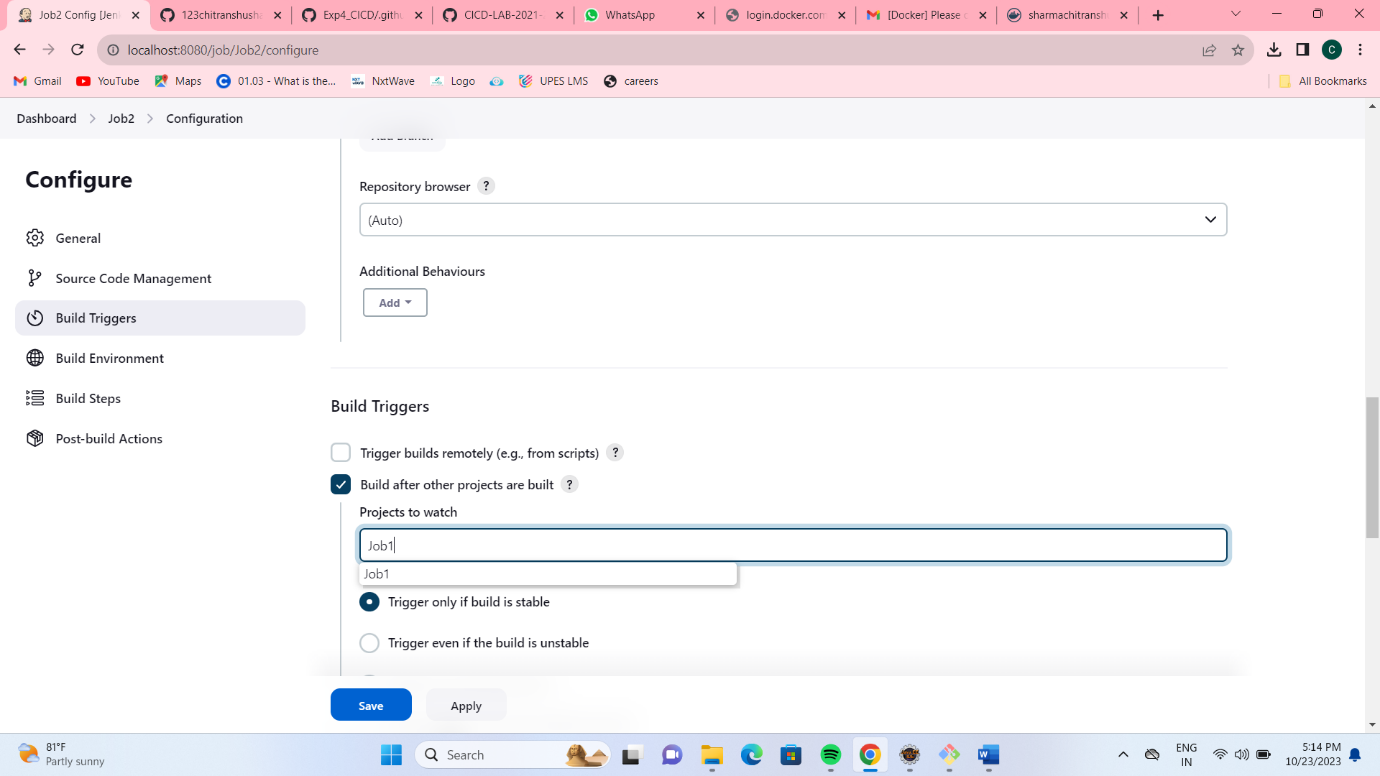 Job2 Config [Jen
123chitranshusha
Exp4_CICD/.githu
CICD-LAB-2021-
WhatsApp
login.docker.com
[Docker] Please c
sharmachitransh
localhost:8080/job/Job2/configure
C
Gmail
YouTube
Maps
01.03 - What is the...
NxtWave
Logo
UPES LMS
careers
All Bookmarks
Dashboard
Job2
Configuration
Configure
General
Source Code Management
Build Triggers
Build Environment
Build Steps
Post-build Actions
Add Branch
Repository browser ?
(Auto)
Additional Behaviours
Add
Build Triggers
Trigger builds remotely (e.g., from scripts) ?
Build after other projects are built ?
Projects to watch
Job1
Job1
Trigger only if build is stable
Trigger even if the build is unstable
Save
Apply
81°F
Partly sunny
Search
ENG
IN
5:14 PM
10/23/2023